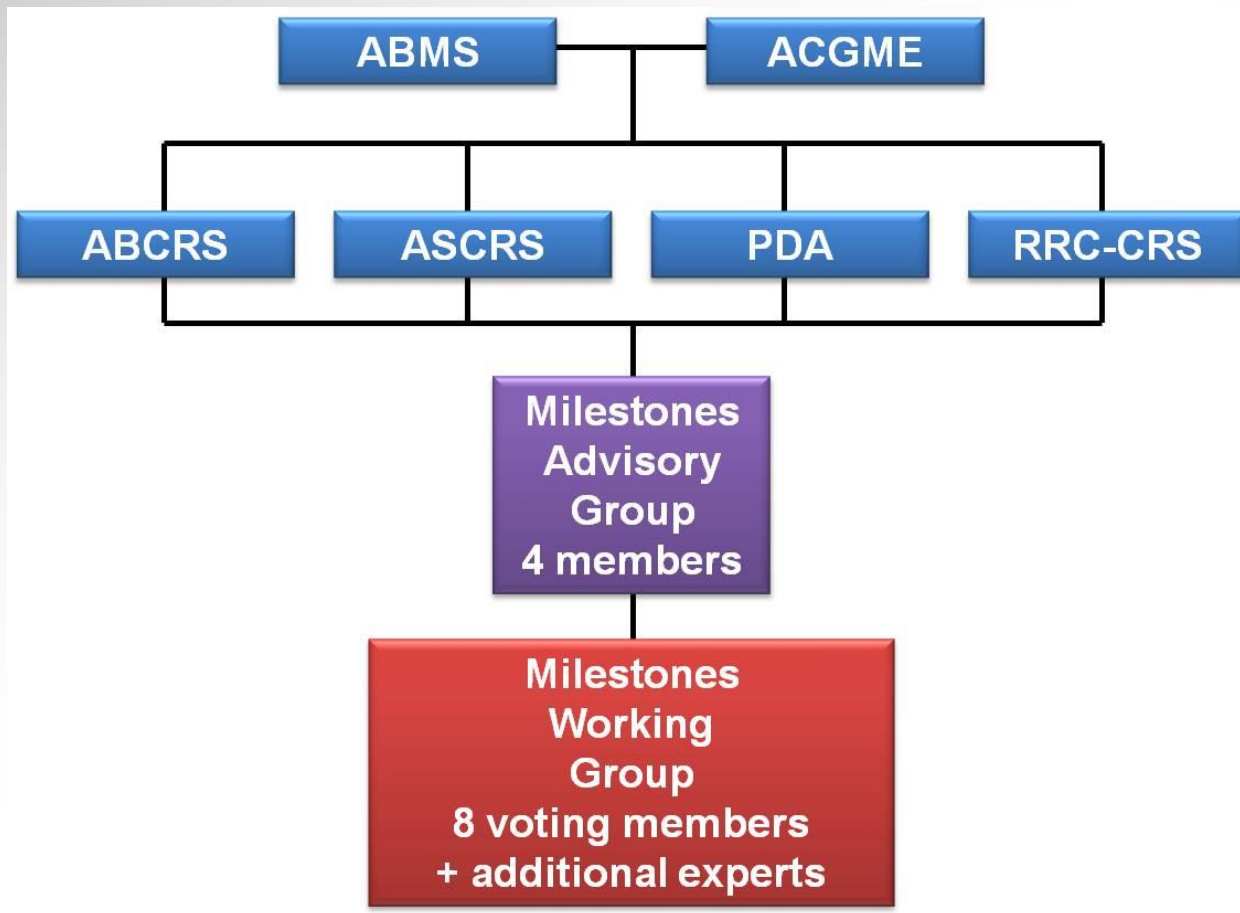 ABMS
ACGME
ABCRS
ASCRS
PDA
RRC-CRS
Milestones
Advisory
Group
4 members
Milestones
Working
Group
8 voting members
+ additional experts